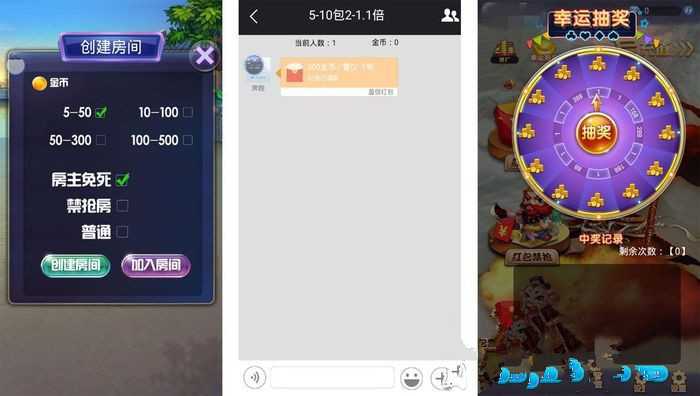 创建房间
金币
5-50
10-100
50-300
100-500
房主免死
禁抢房
普通
创建房间
加入房间
5-10包2-1.1倍
当前人数：1
金币：0
幸运抽奖
抽奖
中奖记录
剩余次数：【0】
红包禁抢